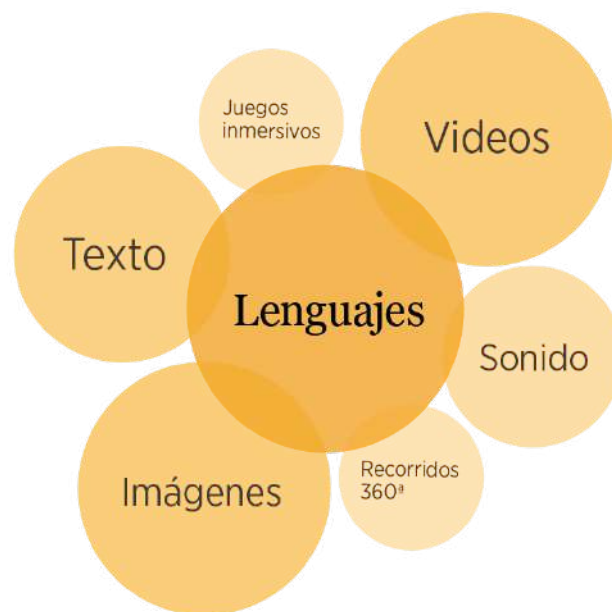 Juegos
inmersivos
Videos
Texto
Lenguajes
Sonido
Imágenes
Recorridos
360ª